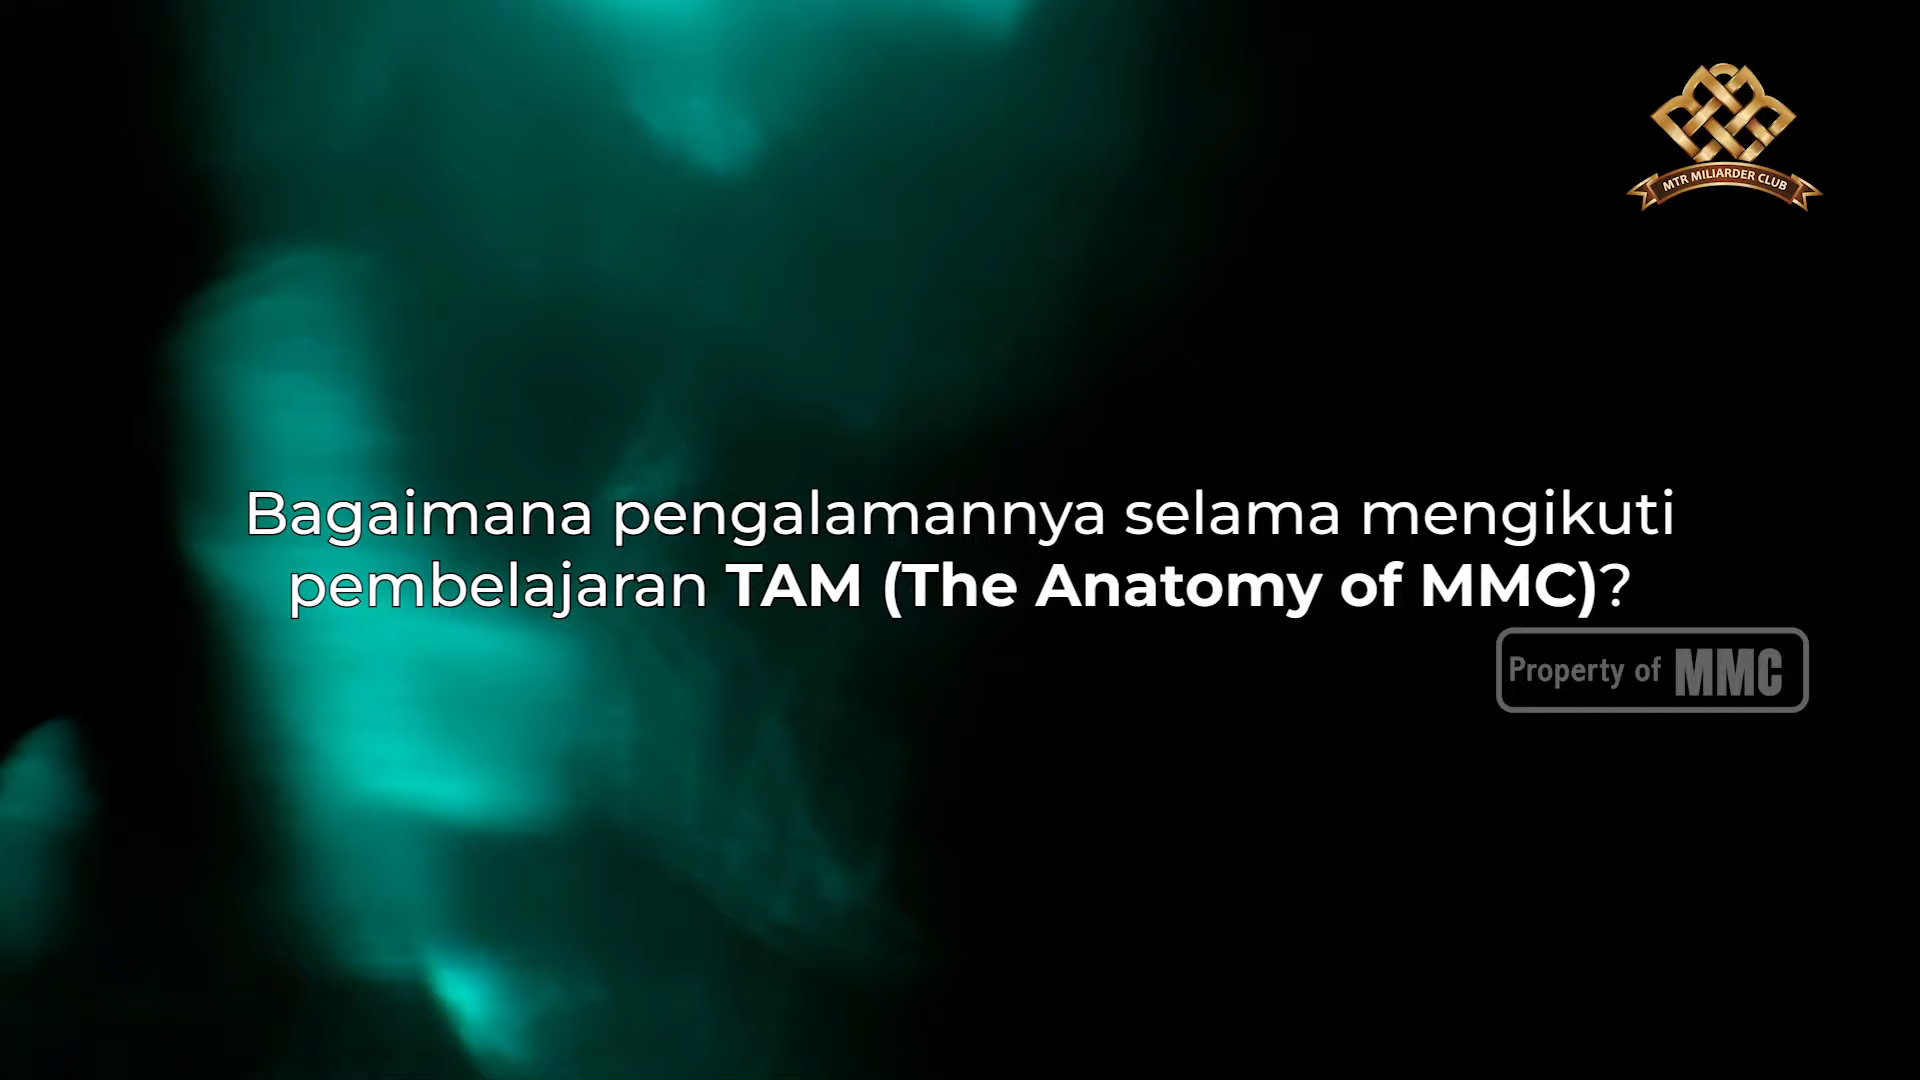 MTR MILIARDER CLUB
Bagaimana pengalamannya selama mengikuti
pembelajaran TAM (The Anatomy of MMC)?
Property of MMC